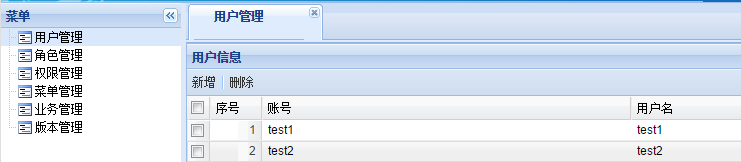 菜单
用户管理
角色管理
权限管理
菜单管理
业务管理
版本管理
用户管理
用户信息
新增 删除
序号 账号 用户名
1 test1 test1
2 test2 test2